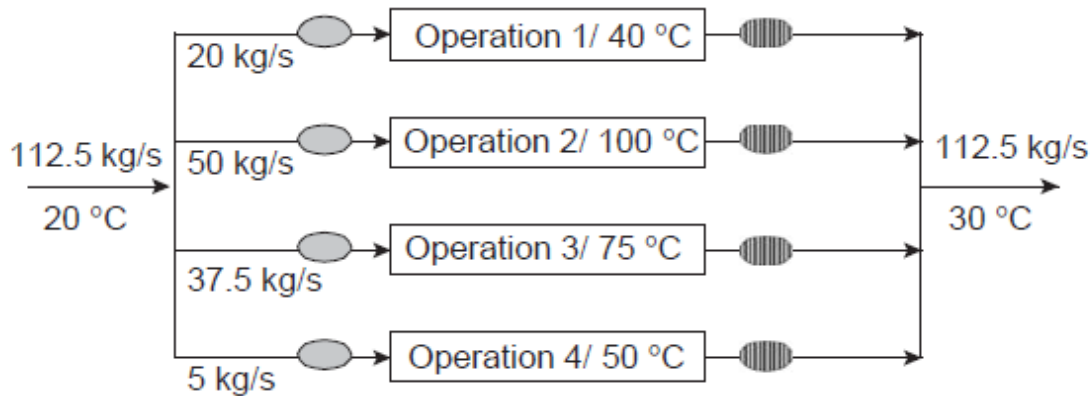 20 kg/s
Operation 1/ 40 °C
50 kg/s
Operation 2/ 100 °C
112.5 kg/s
20 °C
112.5 kg/s
30 °C
37.5 kg/s
Operation 3/ 75 °C
5 kg/s
Operation 4/ 50 °C